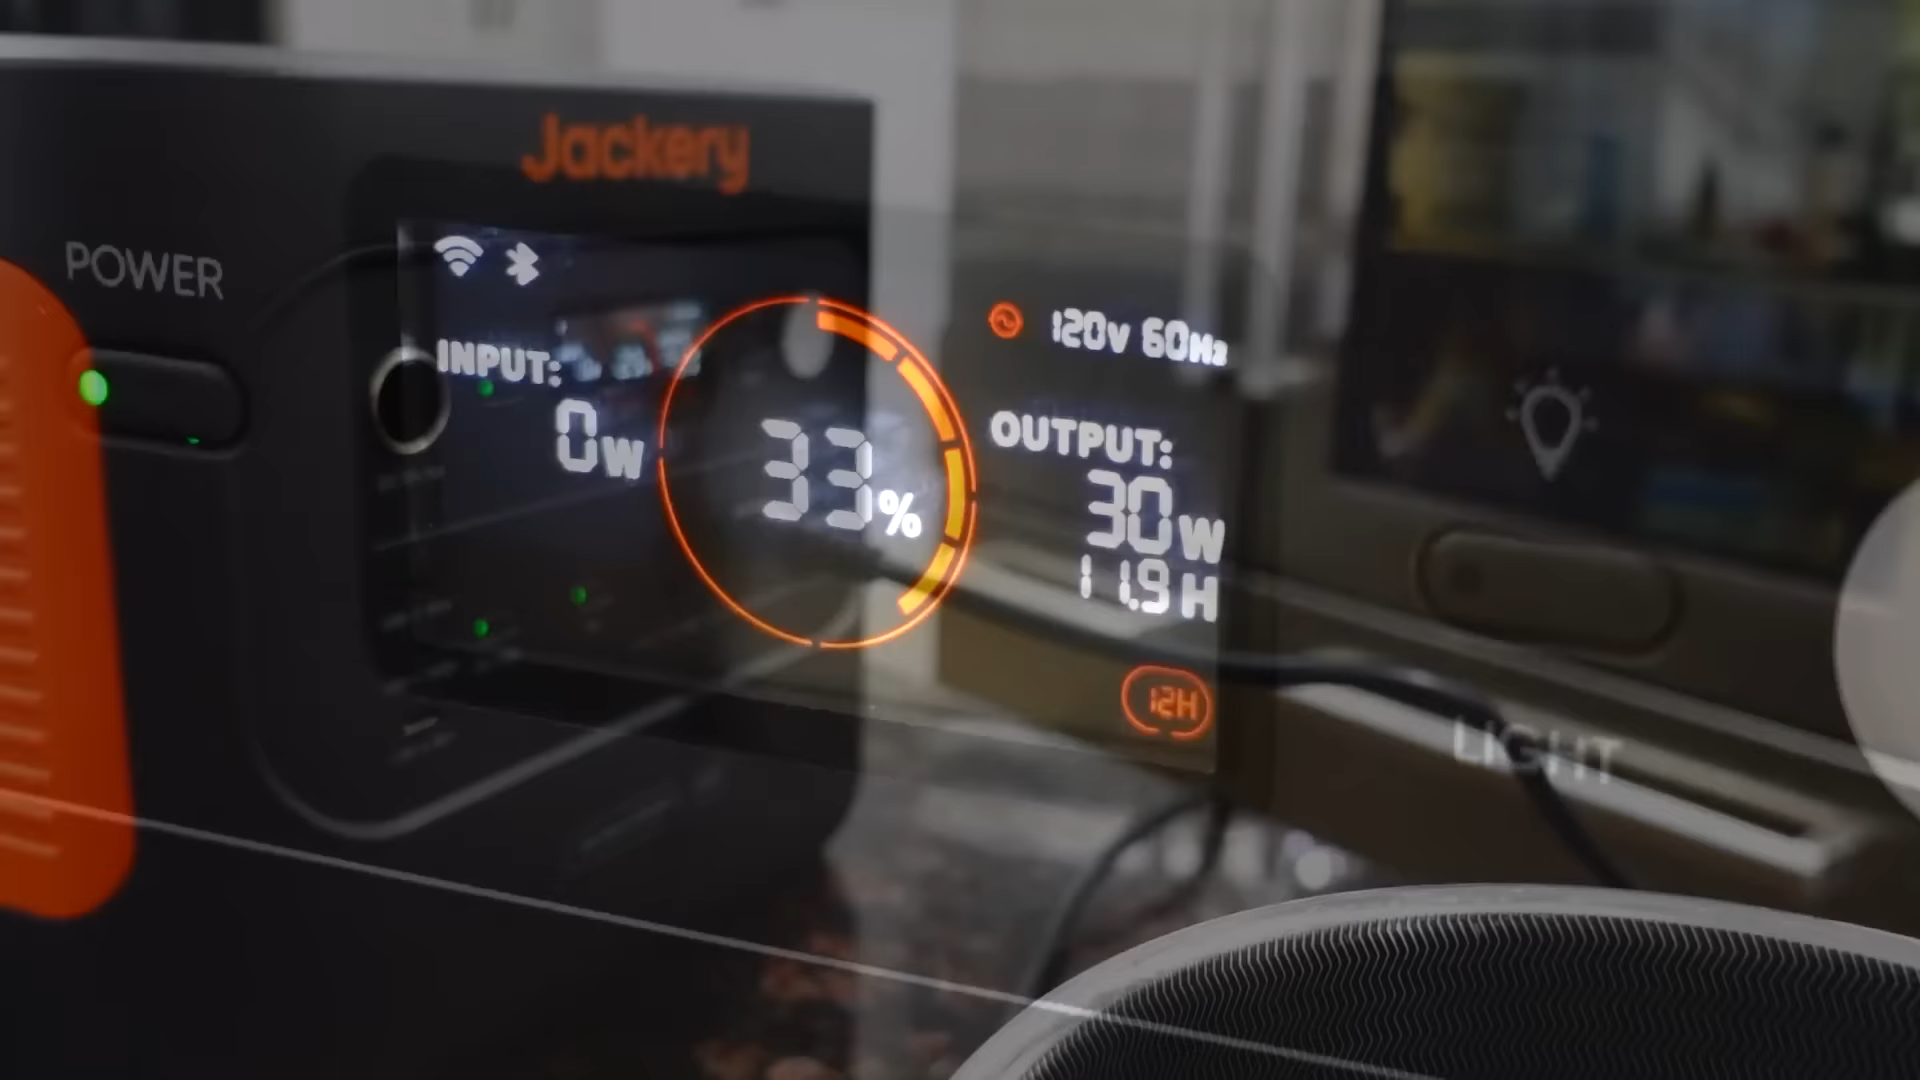 Jackery
POWER
INPUT:
0W
33%
120V 60Hz
OUTPUT:
30W
11.9H
12H
LIGHT